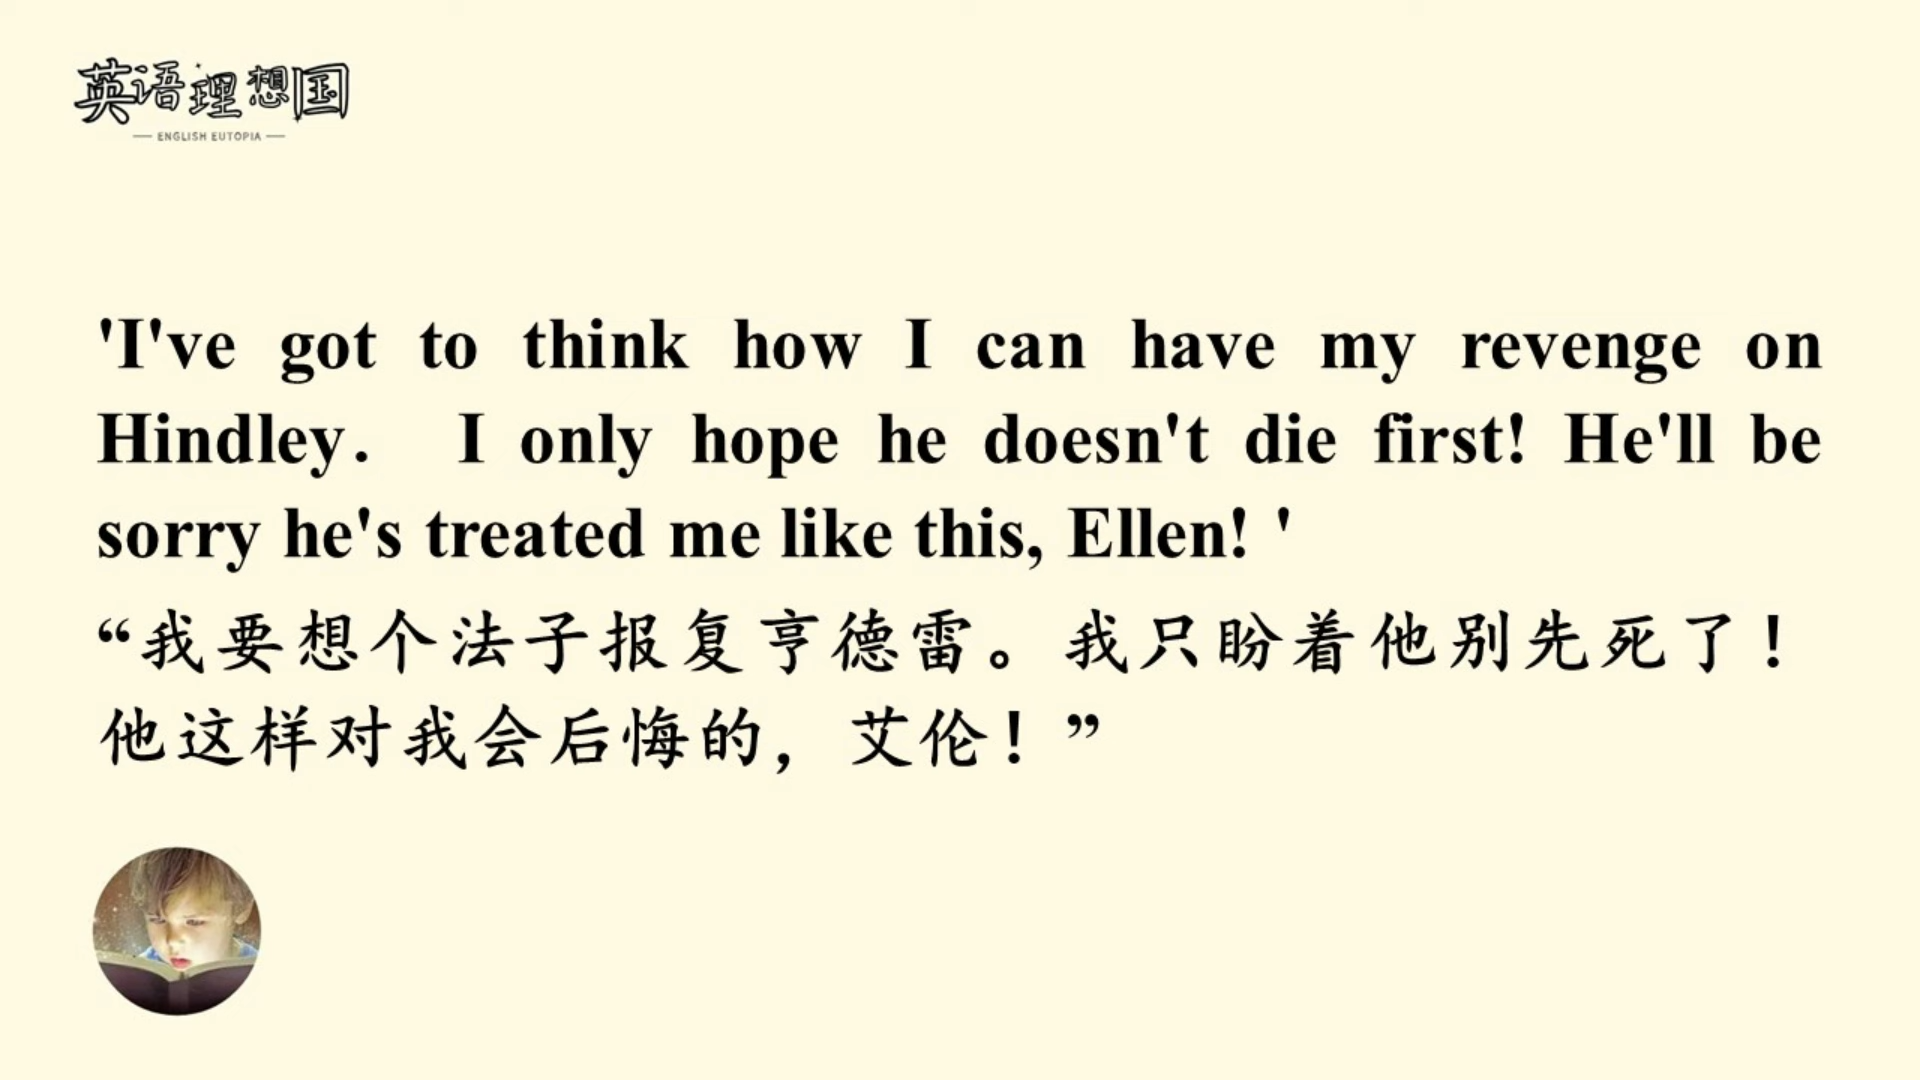 英语理想国
ENGLISH EUTOPIA
'I've got to think how I can have my revenge on
Hindley. I only hope he doesn't die first! He'll be
sorry he's treated me like this, Ellen! '
“我要想个法子报复亨德雷。我只盼着他别先死了！
他这样对我会后悔的，艾伦！”